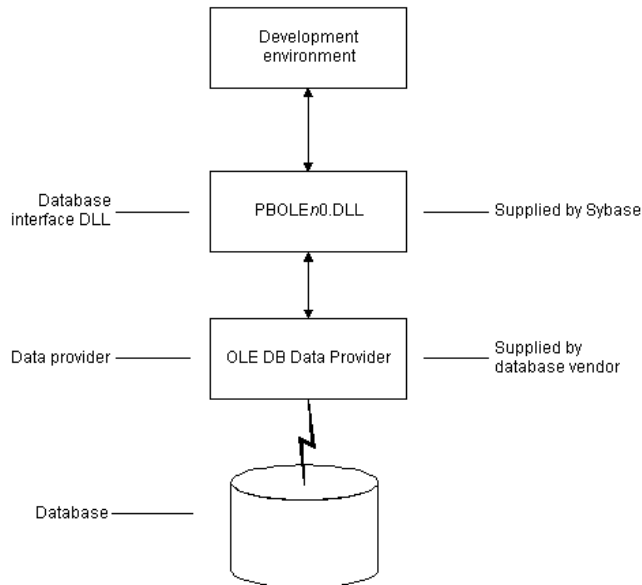 Development
environment
Database
interface DLL
PBOLEn0.DLL
Supplied by Sybase
Data provider
OLE DB Data Provider
Supplied by
database vendor
Database